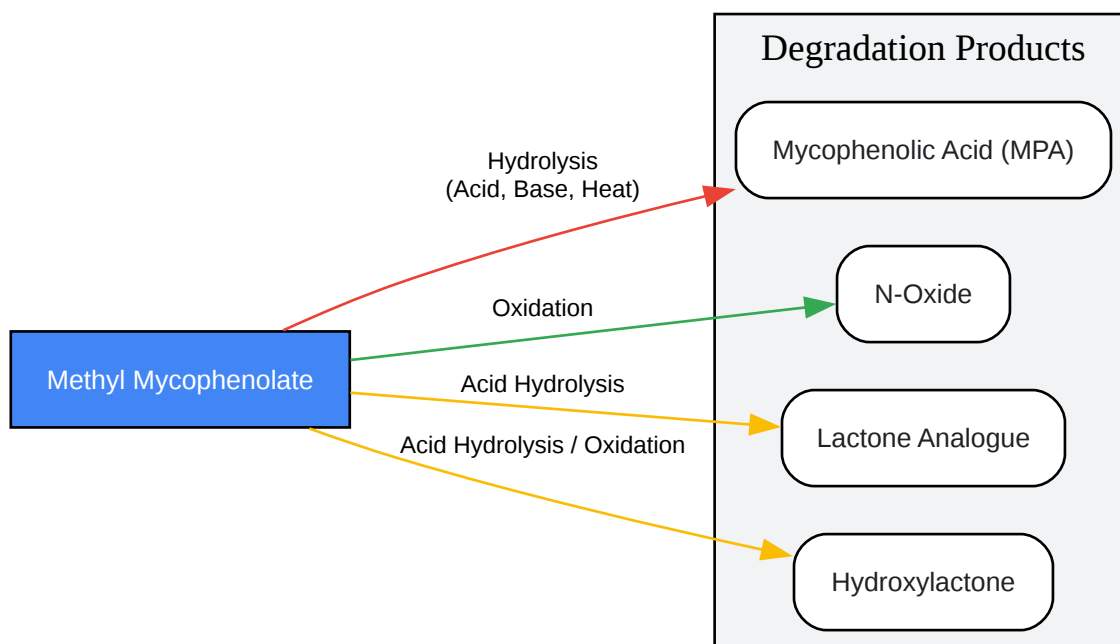 Degradation Products
Mycophenolic Acid (MPA)
Hydrolysis
(Acid, Base, Heat)
N-Oxide
Oxidation
Methyl Mycophenolate
Acid Hydrolysis
Lactone Analogue
Acid Hydrolysis / Oxidation
Hydroxylactone